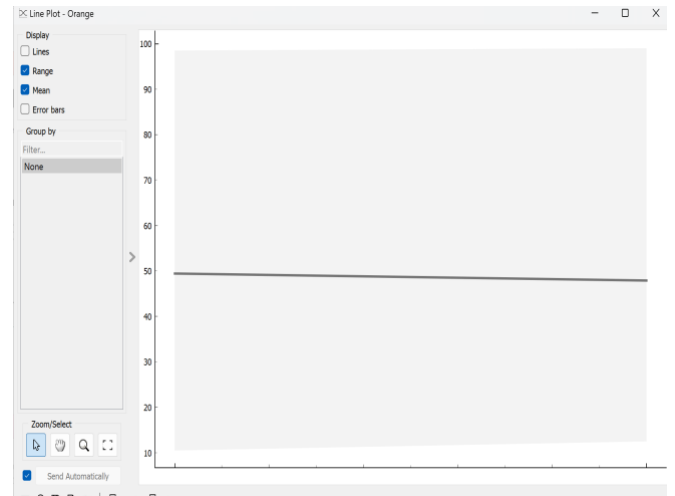 Line Plot - Orange
Display
Lines
Range
Mean
Error bars
Group by
Filter...
None
Zoom/Select
Send Automatically
100
90
80
70
60
50
40
30
20
10